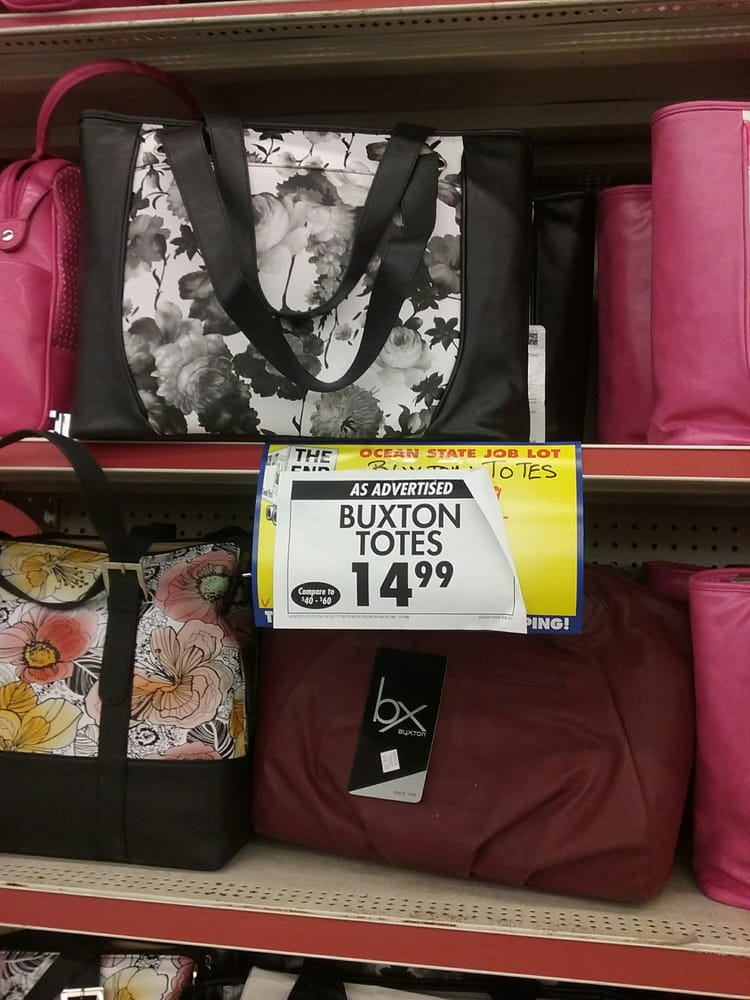 THE
END
OCEAN STATE JOB LOT
BUXTON TOTES
AS ADVERTISED
BUXTON
TOTES
14.99
Compare to
$40 - $60
PING!
bx
BUXTON